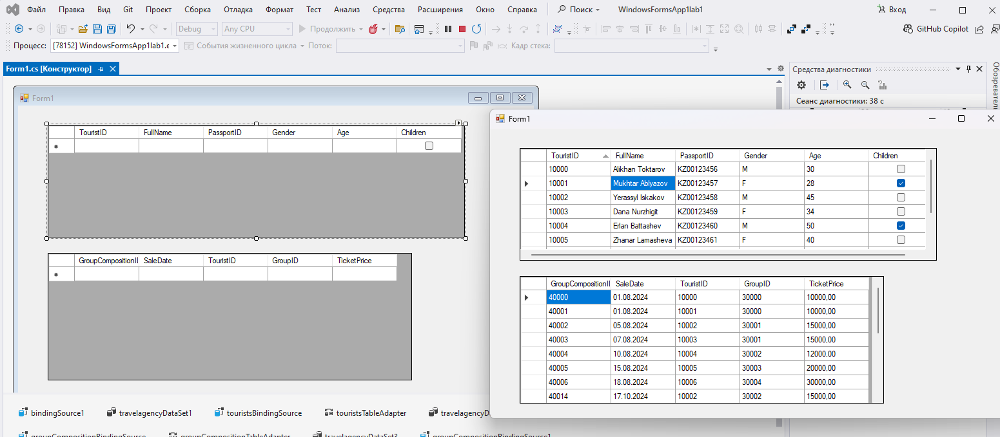 Файл Правка Вид Git Проект Сборка Отладка Формат Тест Анализ Средства Расширения Окно Справка Поиск WindowsFormsApp1lab1 Вход
Debug Any CPU Продолжить GitHub Copilot
Процесс: [78152] WindowsFormsApp1lab1.e События жизненного цикла Поток: Кадр стека:
Form1.cs [Конструктор]
Form1
TouristID FullName PassportID Gender Age Children
GroupCompositionI SaleDate TouristID GroupID TicketPrice
bindingSource1 travelagencyDataSet1 touristsBindingSource touristsTableAdapter travelagencyD
groupCompositionBindingSource groupCompositionTableAdapter travelagencyDataSet3 groupCompositionBindingSource1
Средства диагностики
Сеанс диагностики: 38 с
Обозреватель
Form1
TouristID FullName PassportID Gender Age Children
10000 Alikhan Toktarov KZ00123456 M 30
10001 Mukhtar Ablyazov KZ00123457 F 28
10002 Yerassyl Iskakov KZ00123458 M 45
10003 Dana Nurzhigit KZ00123459 F 34
10004 Erlan Battashev KZ00123460 M 50
10005 Zhanar Lamasheva KZ00123461 F 40
GroupCompositionI SaleDate TouristID GroupID TicketPrice
40000 01.08.2024 10000 30000 10000,00
40001 01.08.2024 10001 30000 10000,00
40002 05.08.2024 10002 30001 15000,00
40003 07.08.2024 10003 30001 15000,00
40004 10.08.2024 10004 30002 12000,00
40005 15.08.2024 10005 30003 20000,00
40006 18.08.2024 10006 30004 30000,00
40014 17.10.2024 10002 30002 15000,00